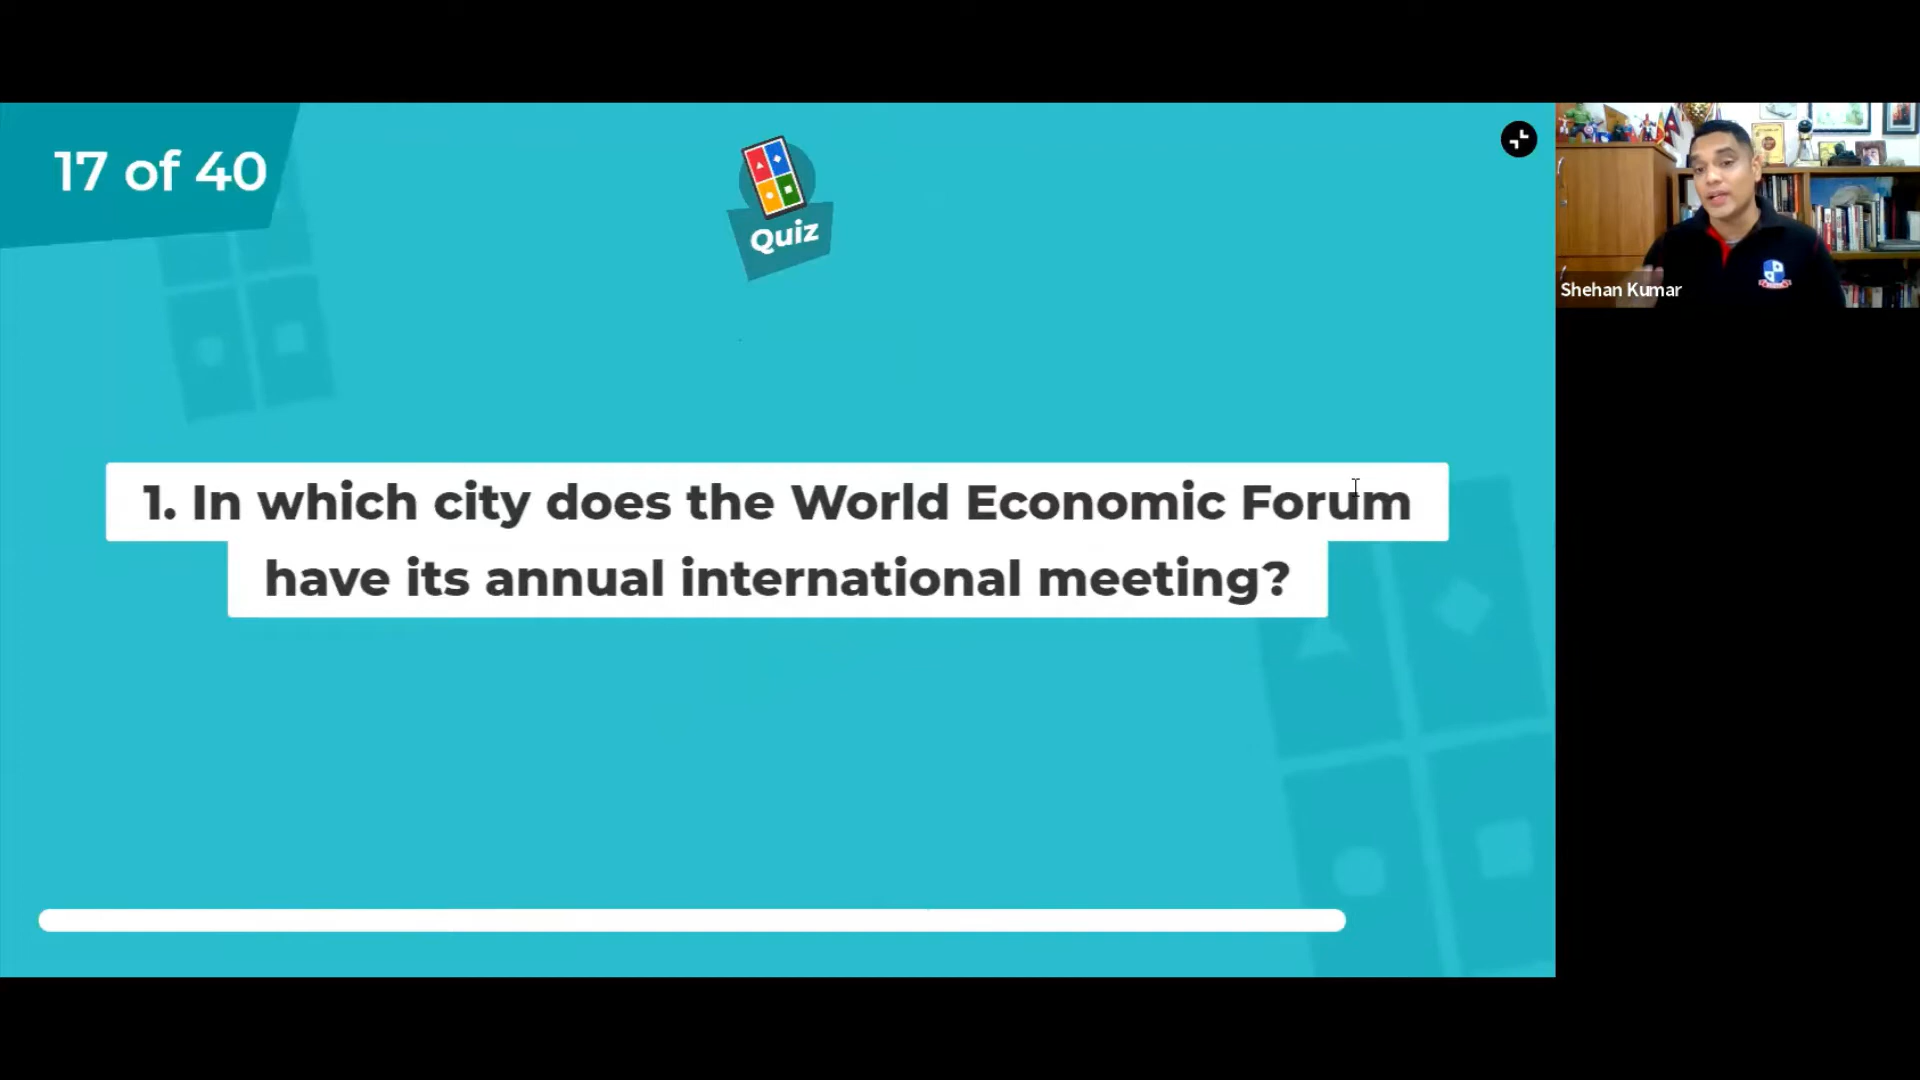 17 of 40
Quiz
1. In which city does the World Economic Forum
have its annual international meeting?
Shehan Kumar